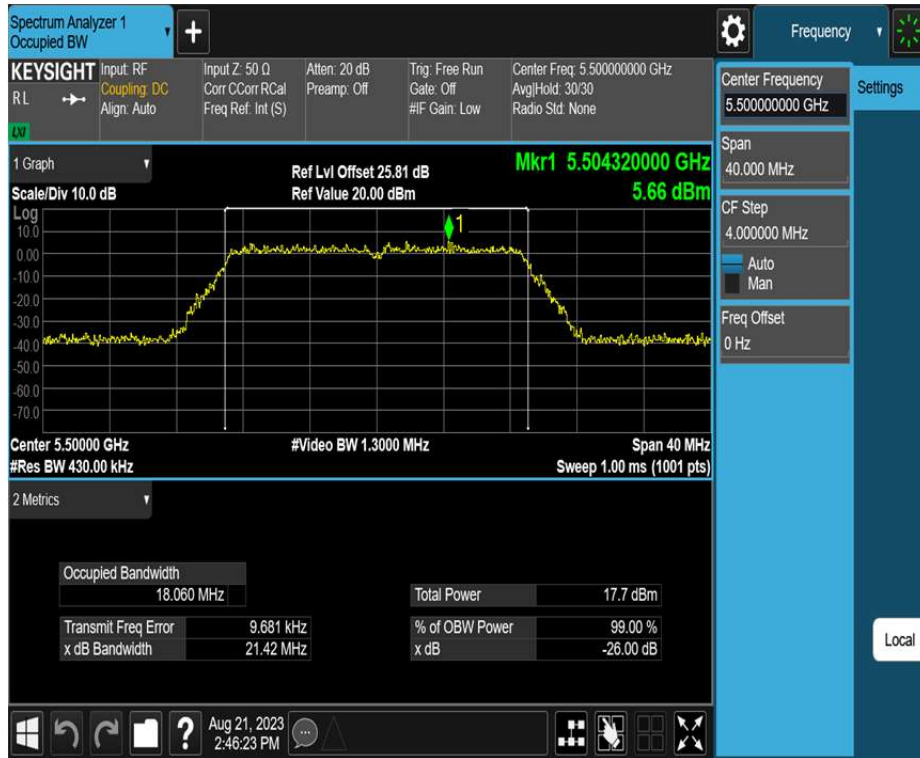 Spectrum Analyzer 1
Occupied BW
+
Frequency
KEYSIGHT
R L
LXI
Input: RF
Coupling: DC
Align: Auto
Input Z: 50 Ω
Corr CCorr RCal
Freq Ref: Int (S)
Atten: 20 dB
Preamp: Off
Trig: Free Run
Gate: Off
#IF Gain: Low
Center Freq: 5.500000000 GHz
Avg|Hold: 30/30
Radio Std: None
Center Frequency
5.500000000 GHz
Settings
Span
40.000 MHz
CF Step
4.000000 MHz
Auto
Man
Freq Offset
0 Hz
Local
1 Graph
Scale/Div 10.0 dB
Ref Lvl Offset 25.81 dB
Ref Value 20.00 dBm
Mkr1 5.504320000 GHz
5.66 dBm
Log
10.0
0.00
-10.0
-20.0
-30.0
-40.0
-50.0
-60.0
-70.0
1
Center 5.50000 GHz
#Video BW 1.3000 MHz
Span 40 MHz
#Res BW 430.00 kHz
Sweep 1.00 ms (1001 pts)
2 Metrics
Occupied Bandwidth
18.060 MHz
Total Power 17.7 dBm
Transmit Freq Error 9.681 kHz
% of OBW Power 99.00 %
x dB Bandwidth 21.42 MHz
x dB -26.00 dB
?
Aug 21, 2023
2:46:23 PM